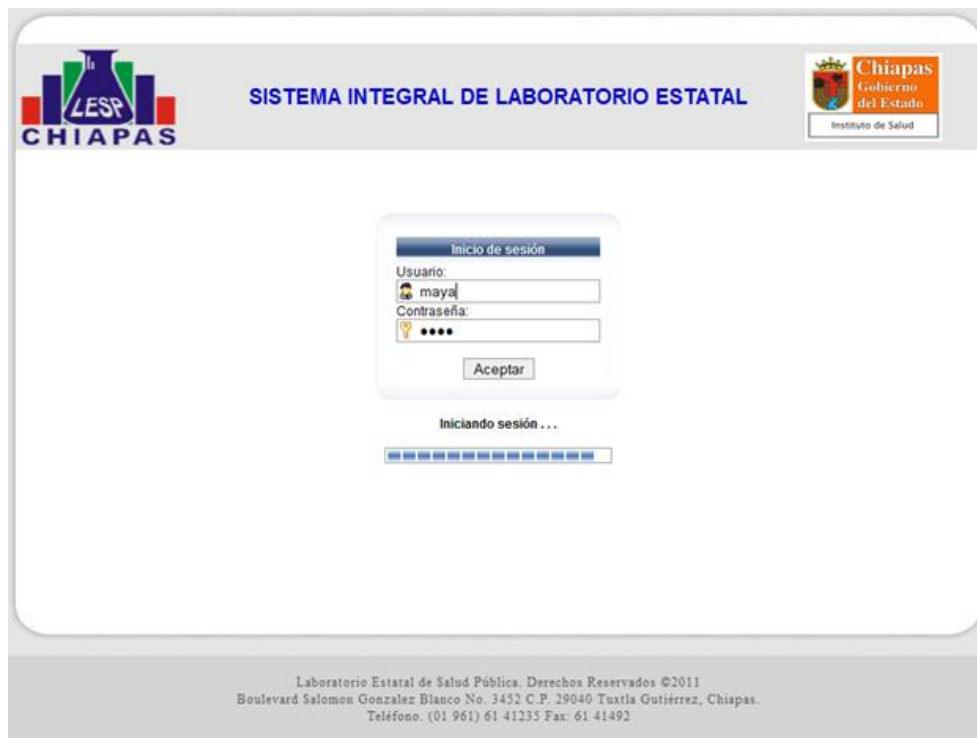 LESP
CHIAPAS
SISTEMA INTEGRAL DE LABORATORIO ESTATAL
Chiapas
Gobierno
del Estado
Instituto de Salud
Inicio de sesión
Usuario:
maya
Contraseña:
••••
Aceptar
Iniciando sesión . . .
Laboratorio Estatal de Salud Pública. Derechos Reservados ©2011
Boulevard Salomon Gonzalez Blanco No. 3452 C.P. 29040 Tuxtla Gutiérrez, Chiapas.
Teléfono. (01 961) 61 41235 Fax: 61 41492